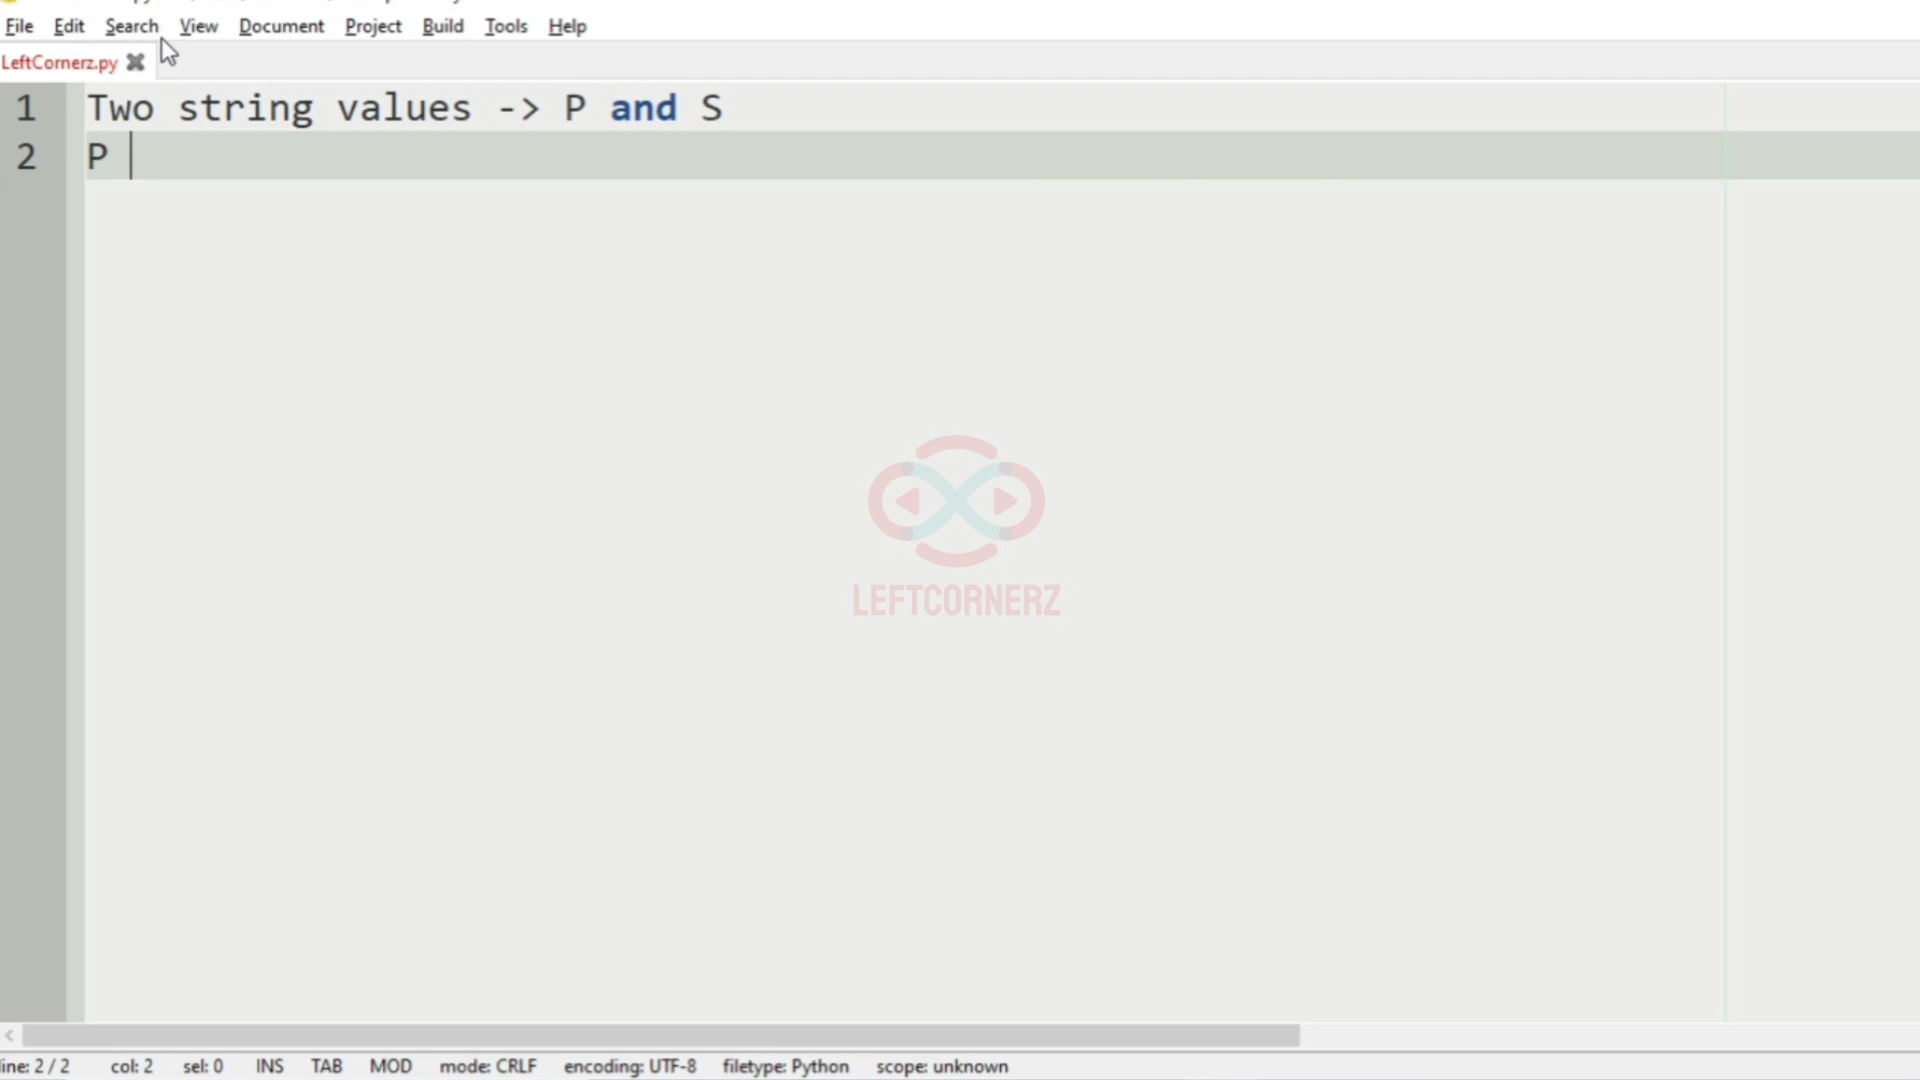 File Edit Search View Document Project Build Tools Help
LeftCornerz.py
1 Two string values -> P and S
2 P
LEFTCORNERZ
line: 2 / 2 col: 2 sel: 0 INS TAB MOD mode: CRLF encoding: UTF-8 filetype: Python scope: unknown